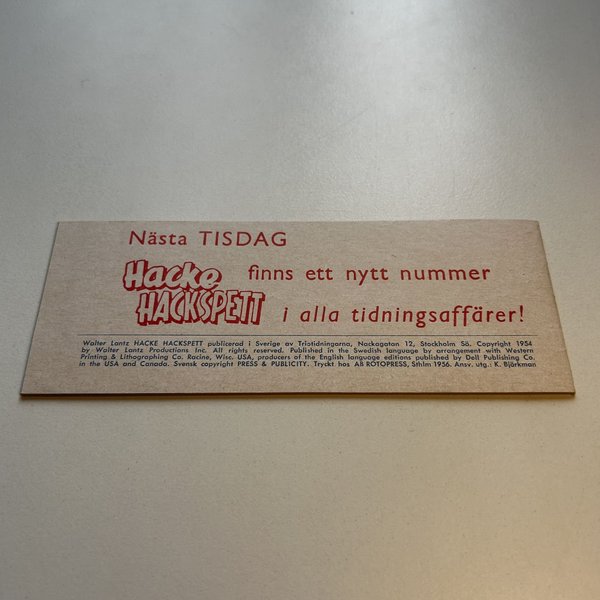 Nästa TISDAG
Hacke HACKSPETT finns ett nytt nummer
i alla tidningsaffärer!
Walter Lantz HACKE HACKSPETT publicerad i Sverige av Triotidningarna, Nackagatan 12, Stockholm Sö. Copyright 1954
by Walter Lantz Productions Inc. All rights reserved. Published in the Swedish language by arrangement with Western
Printing & Lithographing Co. Racine, Wisc. USA, producers of the English language editions published by Dell Publishing Co.
in the USA and Canada. Svensk copyright PRESS & PUBLICITY. Tryckt hos AB ROTOPRESS, Sthlm 1956. Ansv. utg.: K. Björkman